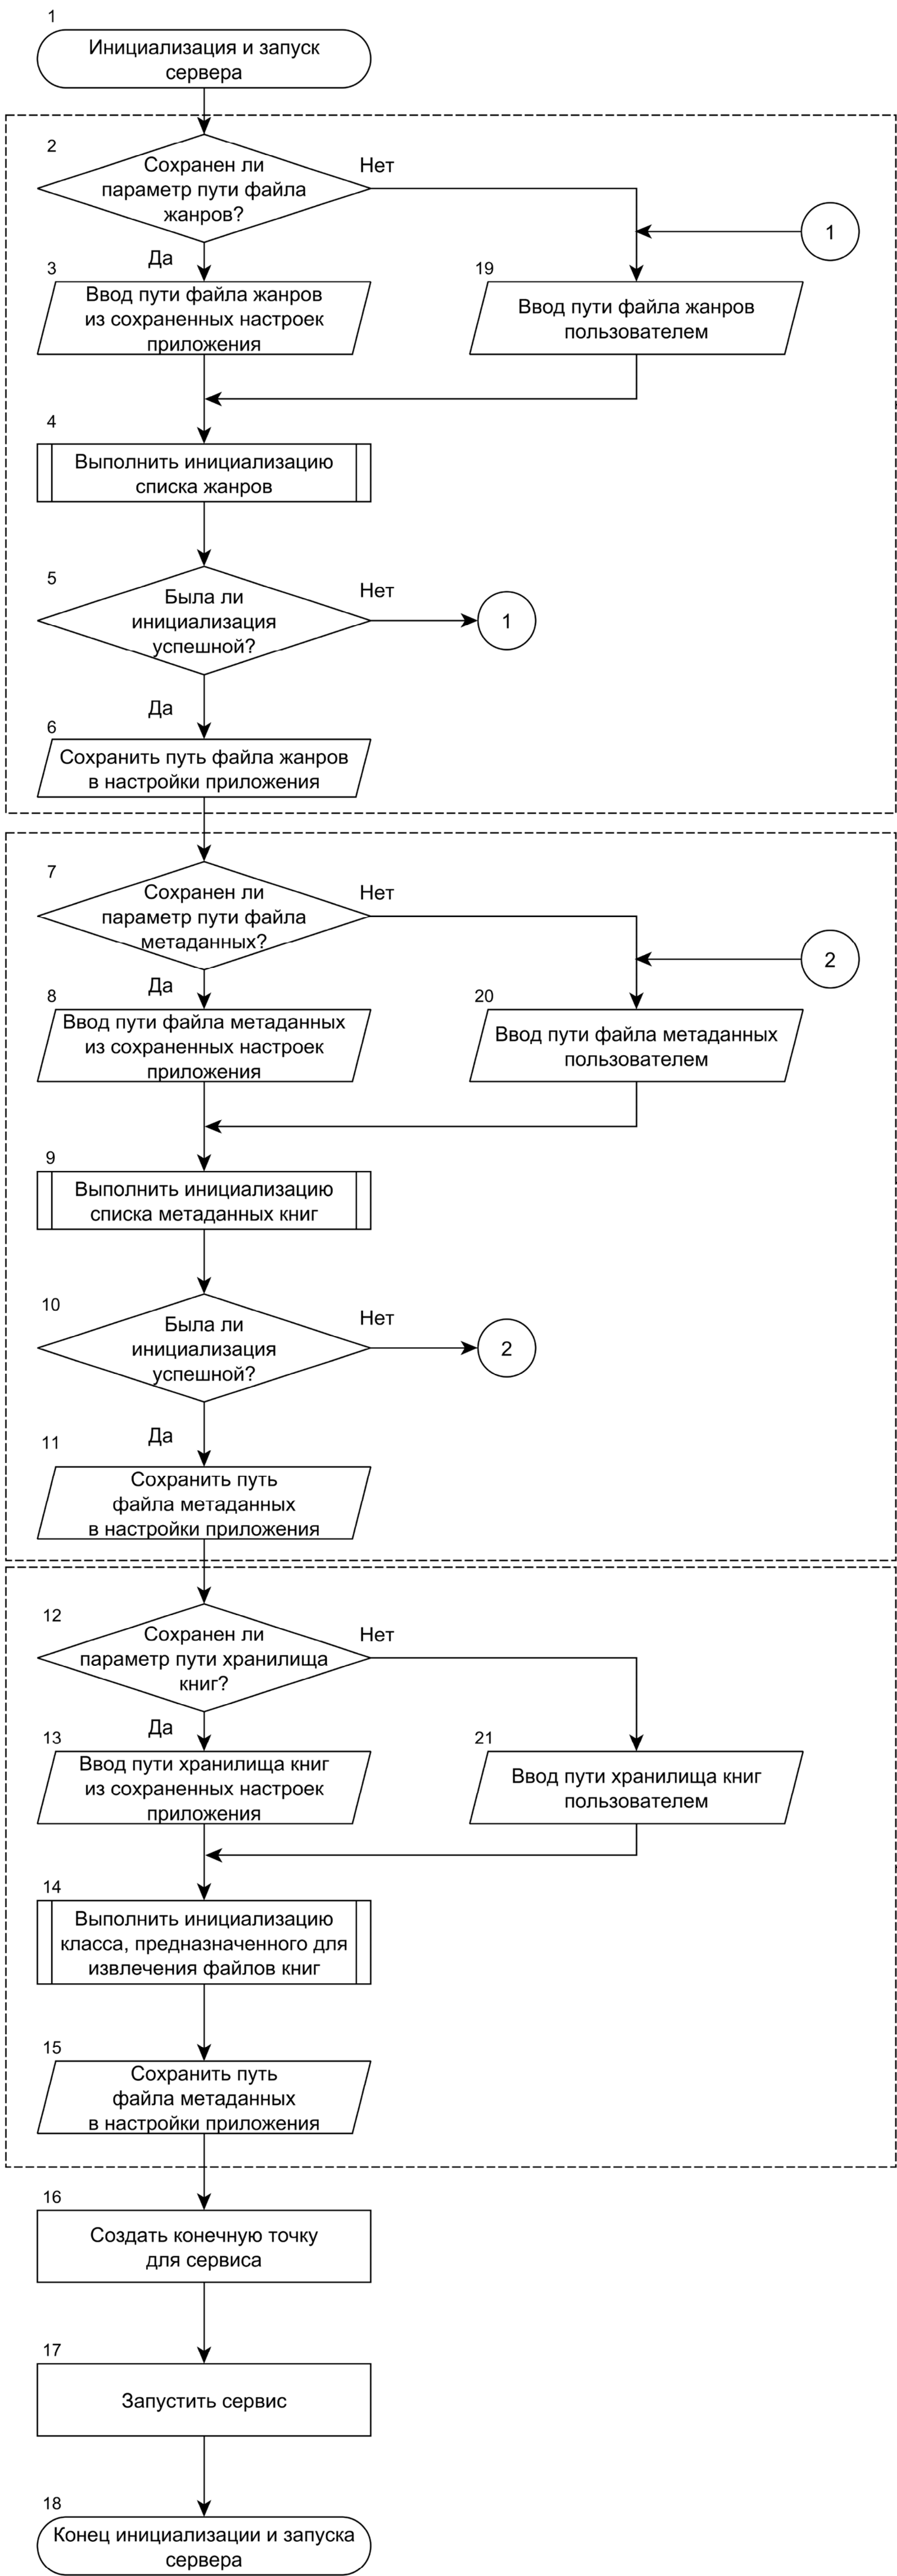 1
Инициализация и запуск
сервера
2
Сохранен ли
параметр пути файла
жанров?
Нет
1
Да
3
Ввод пути файла жанров
из сохраненных настроек
приложения
19
Ввод пути файла жанров
пользователем
4
Выполнить инициализацию
списка жанров
5
Была ли
инициализация
успешной?
Нет
1
Да
6
Сохранить путь файла жанров
в настройки приложения
7
Сохранен ли
параметр пути файла
метаданных?
Нет
2
Да
8
Ввод пути файла метаданных
из сохраненных настроек
приложения
20
Ввод пути файла метаданных
пользователем
9
Выполнить инициализацию
списка метаданных книг
10
Была ли
инициализация
успешной?
Нет
2
Да
11
Сохранить путь
файла метаданных
в настройки приложения
12
Сохранен ли
параметр пути хранилища
книг?
Нет
Да
13
Ввод пути хранилища книг
из сохраненных настроек
приложения
21
Ввод пути хранилища книг
пользователем
14
Выполнить инициализацию
класса, предназначенного для
извлечения файлов книг
15
Сохранить путь
файла метаданных
в настройки приложения
16
Создать конечную точку
для сервиса
17
Запустить сервис
18
Конец инициализации и запуска
сервера